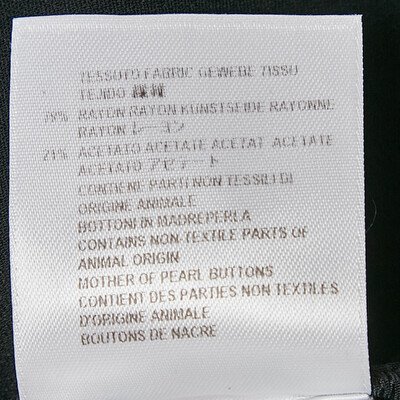 TESSUTO FABRIC GEWEBE TISSU
TEJIDO 織物
79% RAYON RAYON KUNSTSEIDE RAYONNE
RAYON レーヨン
21% ACETATO ACETATE ACETAT ACETATE
ACETATO アセテート
CONTIENE PARTI NON TESSILI DI
ORIGINE ANIMALE
BOTTONI IN MADREPERLA
CONTAINS NON-TEXTILE PARTS OF
ANIMAL ORIGIN
MOTHER OF PEARL BUTTONS
CONTIENT DES PARTIES NON TEXTILES
D'ORIGINE ANIMALE
BOUTONS DE NACRE